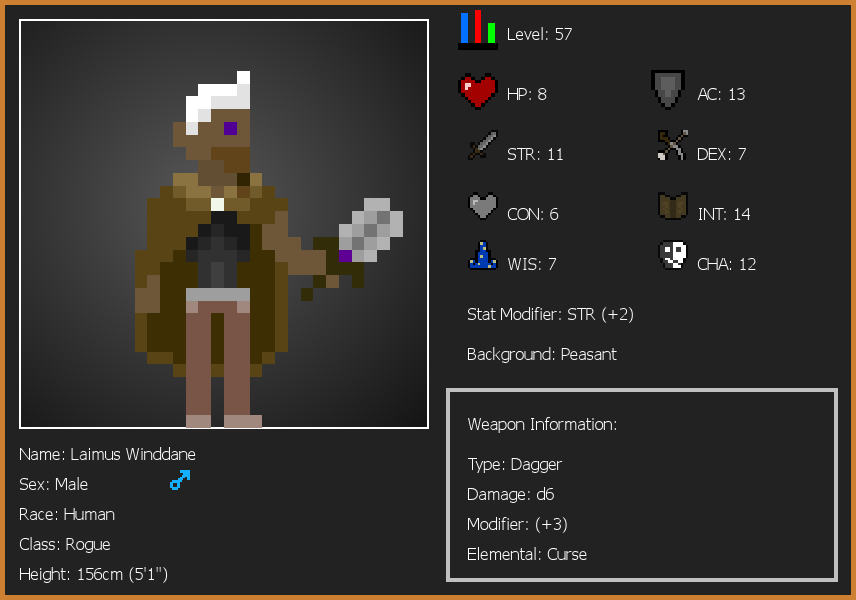 Level: 57
HP: 8
AC: 13
STR: 11
DEX: 7
CON: 6
INT: 14
WIS: 7
CHA: 12
Stat Modifier: STR (+2)
Background: Peasant
Weapon Information:
Type: Dagger
Damage: d6
Modifier: (+3)
Elemental: Curse
Name: Laimus Winddane
Sex: Male
Race: Human
Class: Rogue
Height: 156cm (5'1")